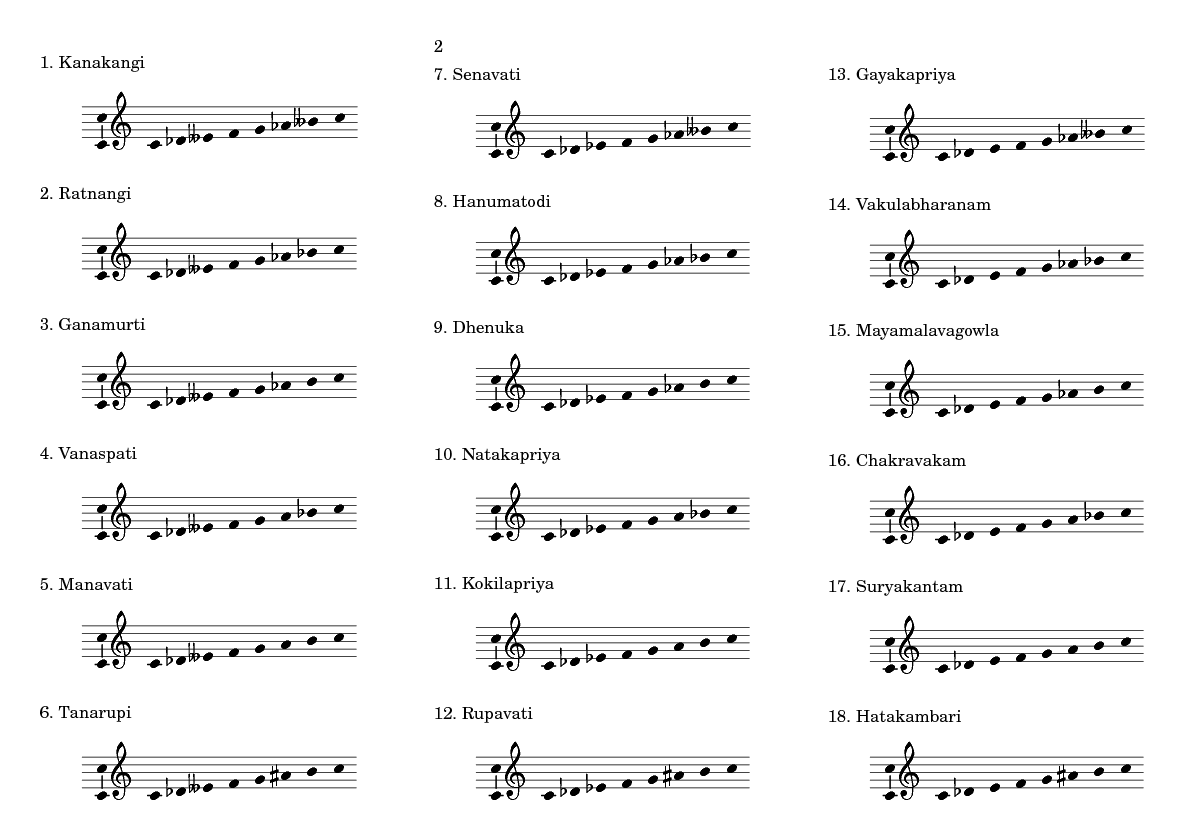 1. Kanakangi
2. Ratnangi
3. Ganamurti
4. Vanaspati
5. Manavati
6. Tanarupi
2
7. Senavati
8. Hanumatodi
9. Dhenuka
10. Natakapriya
11. Kokilapriya
12. Rupavati
13. Gayakapriya
14. Vakulabharanam
15. Mayamalavagowla
16. Chakravakam
17. Suryakantam
18. Hatakambari